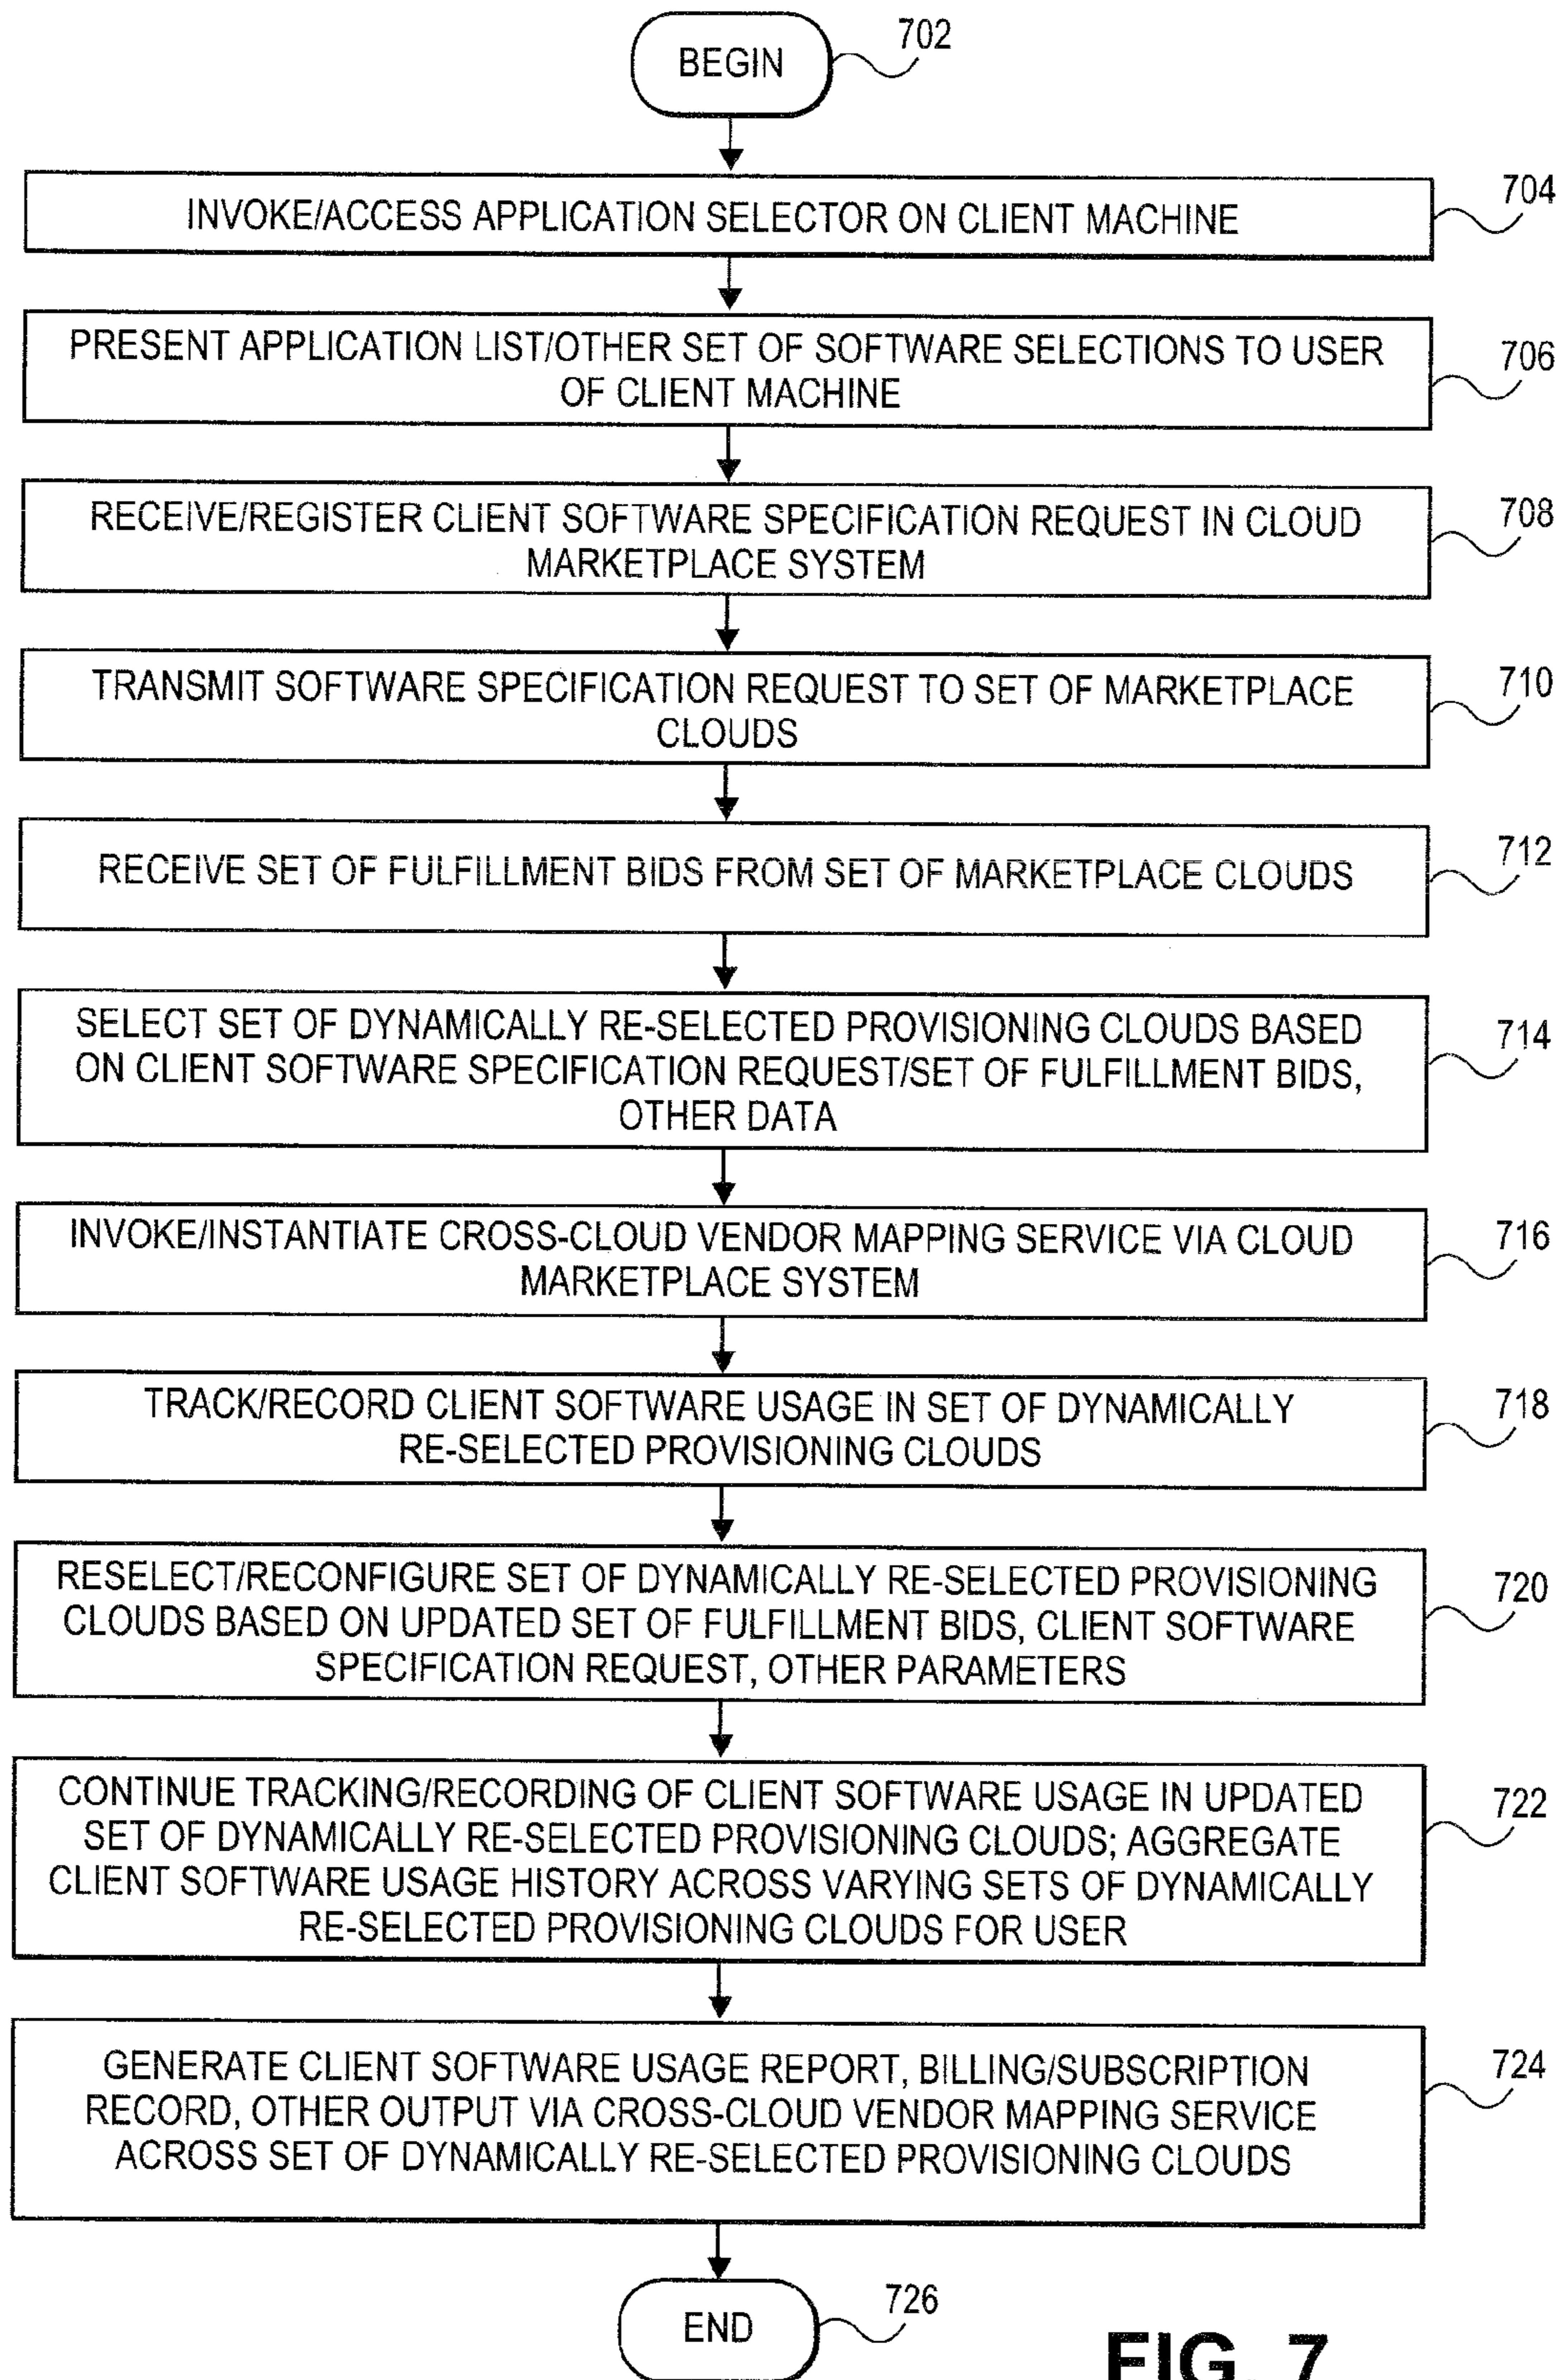 BEGIN
702
INVOKE/ACCESS APPLICATION SELECTOR ON CLIENT MACHINE
704
PRESENT APPLICATION LIST/OTHER SET OF SOFTWARE SELECTIONS TO USER
OF CLIENT MACHINE
706
RECEIVE/REGISTER CLIENT SOFTWARE SPECIFICATION REQUEST IN CLOUD
MARKETPLACE SYSTEM
708
TRANSMIT SOFTWARE SPECIFICATION REQUEST TO SET OF MARKETPLACE
CLOUDS
710
RECEIVE SET OF FULFILLMENT BIDS FROM SET OF MARKETPLACE CLOUDS
712
SELECT SET OF DYNAMICALLY RE-SELECTED PROVISIONING CLOUDS BASED
ON CLIENT SOFTWARE SPECIFICATION REQUEST/SET OF FULFILLMENT BIDS,
OTHER DATA
714
INVOKE/INSTANTIATE CROSS-CLOUD VENDOR MAPPING SERVICE VIA CLOUD
MARKETPLACE SYSTEM
716
TRACK/RECORD CLIENT SOFTWARE USAGE IN SET OF DYNAMICALLY
RE-SELECTED PROVISIONING CLOUDS
718
RESELECT/RECONFIGURE SET OF DYNAMICALLY RE-SELECTED PROVISIONING
CLOUDS BASED ON UPDATED SET OF FULFILLMENT BIDS, CLIENT SOFTWARE
SPECIFICATION REQUEST, OTHER PARAMETERS
720
CONTINUE TRACKING/RECORDING OF CLIENT SOFTWARE USAGE IN UPDATED
SET OF DYNAMICALLY RE-SELECTED PROVISIONING CLOUDS; AGGREGATE
CLIENT SOFTWARE USAGE HISTORY ACROSS VARYING SETS OF DYNAMICALLY
RE-SELECTED PROVISIONING CLOUDS FOR USER
722
GENERATE CLIENT SOFTWARE USAGE REPORT, BILLING/SUBSCRIPTION
RECORD, OTHER OUTPUT VIA CROSS-CLOUD VENDOR MAPPING SERVICE
ACROSS SET OF DYNAMICALLY RE-SELECTED PROVISIONING CLOUDS
724
END
726
FIG. 7